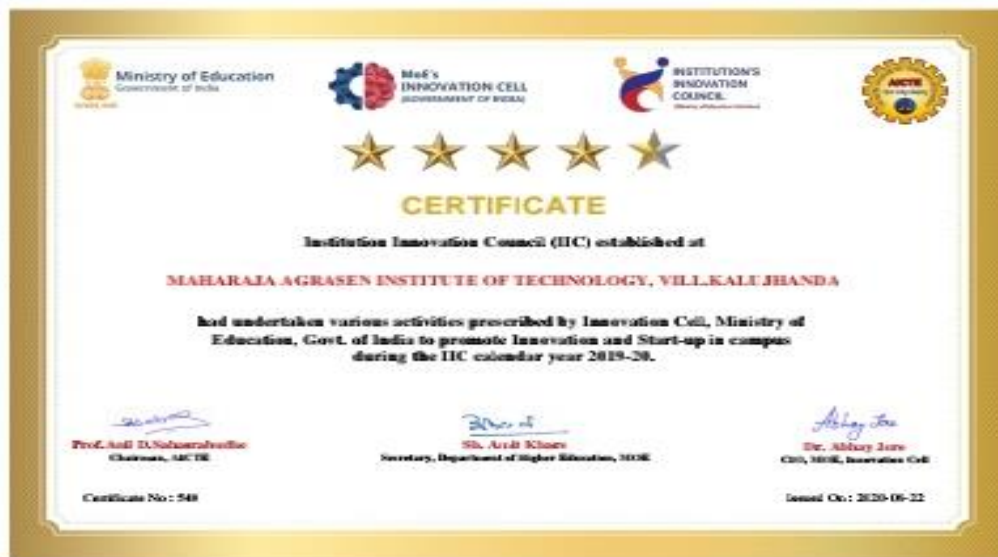 Ministry of Education
Government of India
MoE's
INNOVATION CELL
(GOVERNMENT OF INDIA)
INSTITUTION'S
INNOVATION
COUNCIL
AICTE
CERTIFICATE
Institution Innovation Council (IIC) established at
MAHARAJA AGRASEN INSTITUTE OF TECHNOLOGY, VILL.KALUJHANDA
had undertaken various activities prescribed by Innovation Cell, Ministry of
Education, Govt. of India to promote Innovation and Start-up in campus
during the IIC calendar year 2019-20.
Abhay Jere
Prof. Anil D.Sahasrabudhe
Chairman, AICTE
Sh. Amit Khare
Secretary, Department of Higher Education, MOE
Dr. Abhay Jere
CIO, MOE, Innovation Cell
Certificate No :
Issued On :